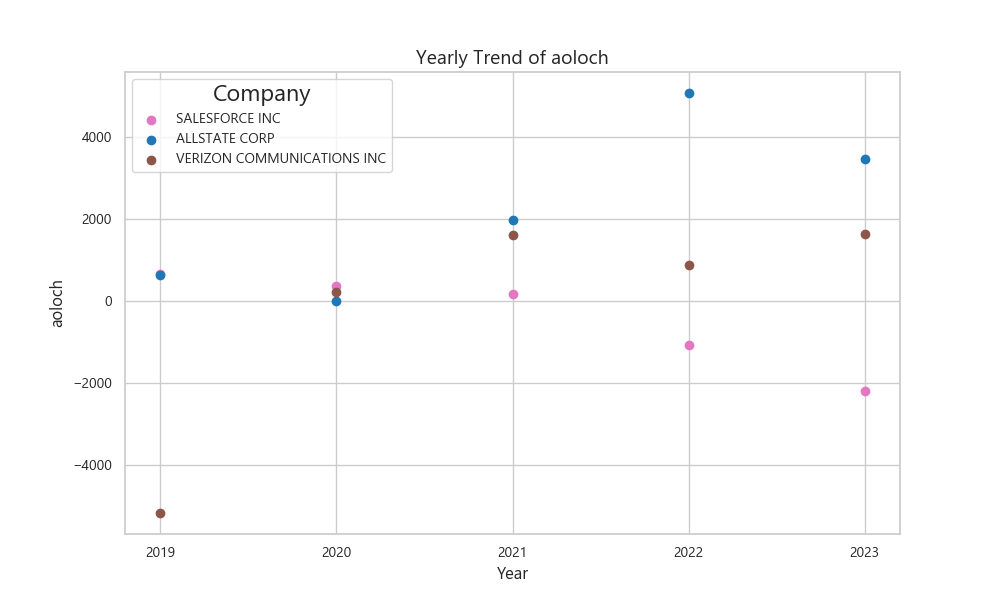 Yearly Trend of aoloch
Company
SALESFORCE INC
ALLSTATE CORP
VERIZON COMMUNICATIONS INC
aoloch
4000
2000
0
−2000
−4000
2019
2020
2021
2022
2023
Year